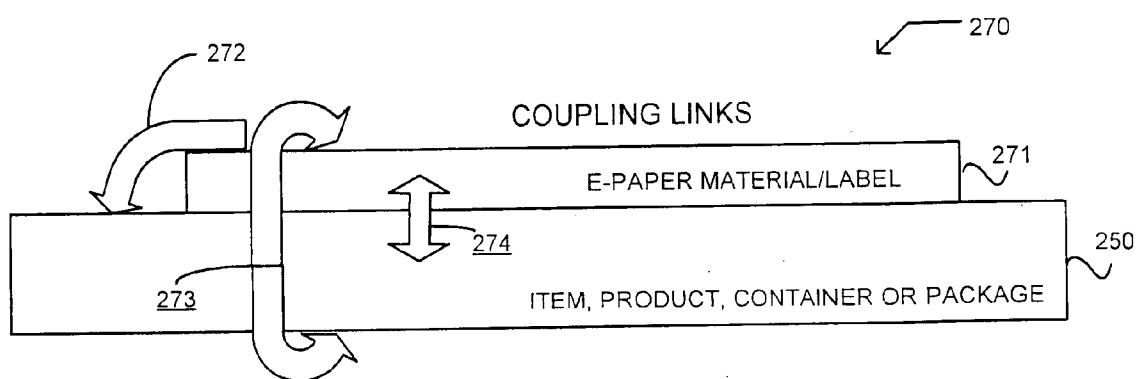 270
272
COUPLING LINKS
271
E-PAPER MATERIAL/LABEL
274
250
273
ITEM, PRODUCT, CONTAINER OR PACKAGE